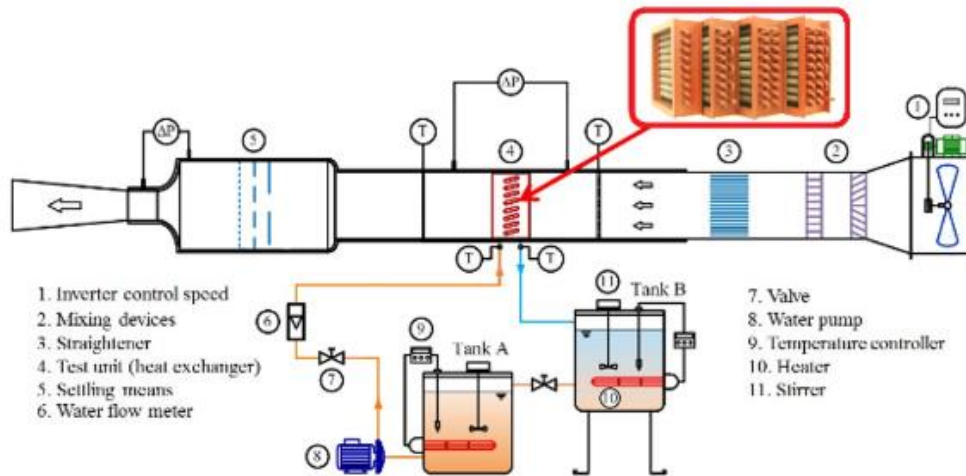 1
ΔP
ΔP
5
T
4
T
3
2
T
T
11
Tank B
1. Inverter control speed
2. Mixing devices
3. Straightener
4. Test unit (heat exchanger)
5. Settling means
6. Water flow meter
6
7
9
Tank A
8
10
7. Valve
8. Water pump
9. Temperature controller
10. Heater
11. Stirrer